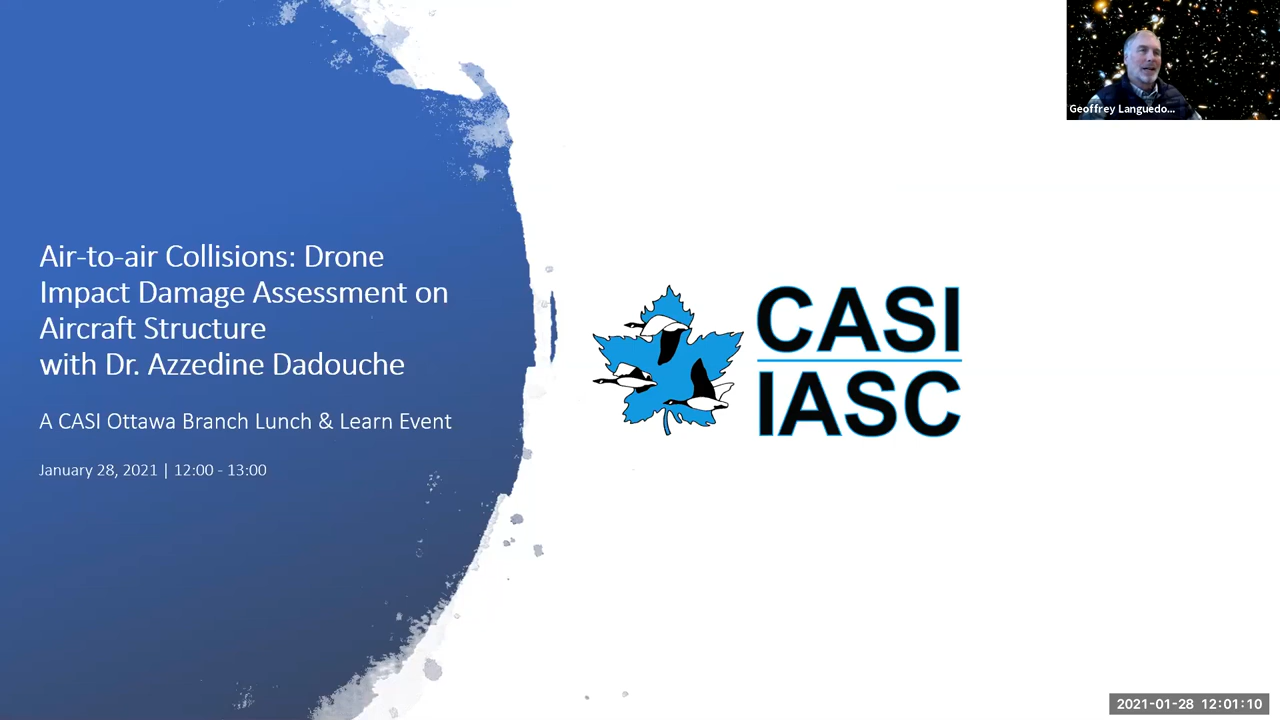 Geoffrey Languedo...
Air-to-air Collisions: Drone
Impact Damage Assessment on
Aircraft Structure
with Dr. Azzedine Dadouche
A CASI Ottawa Branch Lunch & Learn Event
January 28, 2021 | 12:00 - 13:00
CASI
IASC
2021-01-28 12:01:10